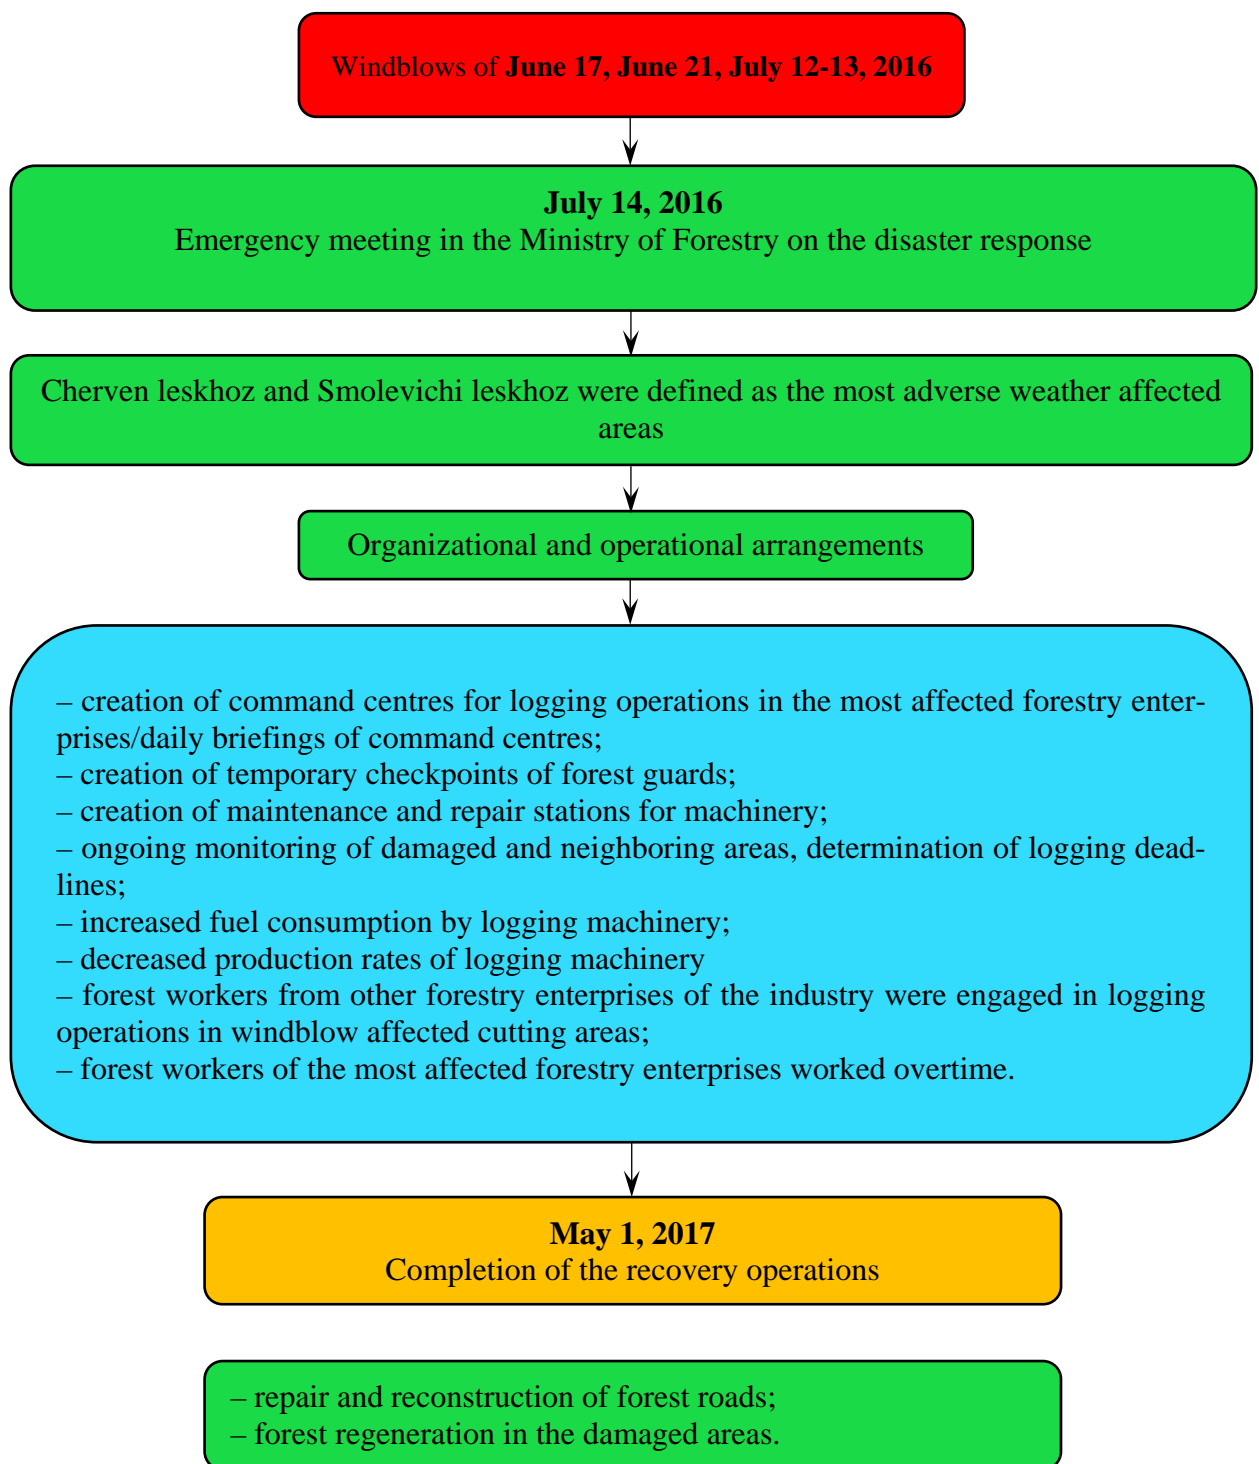 Windblows of June 17, June 21, July 12-13, 2016
July 14, 2016
Emergency meeting in the Ministry of Forestry on the disaster response
Cherven leskhoz and Smolevichi leskhoz were defined as the most adverse weather affected
areas
Organizational and operational arrangements
– creation of command centres for logging operations in the most affected forestry enter-
prises/daily briefings of command centres;
– creation of temporary checkpoints of forest guards;
– creation of maintenance and repair stations for machinery;
– ongoing monitoring of damaged and neighboring areas, determination of logging dead-
lines;
– increased fuel consumption by logging machinery;
– decreased production rates of logging machinery
– forest workers from other forestry enterprises of the industry were engaged in logging
operations in windblow affected cutting areas;
– forest workers of the most affected forestry enterprises worked overtime.
May 1, 2017
Completion of the recovery operations
– repair and reconstruction of forest roads;
– forest regeneration in the damaged areas.